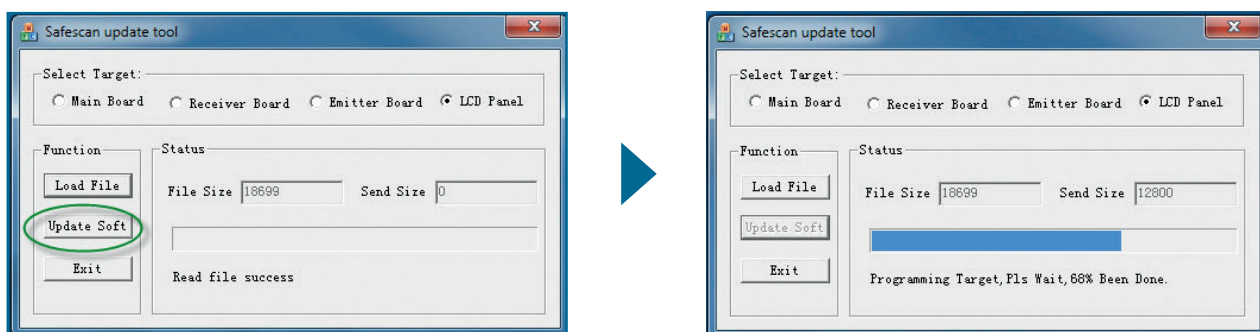 Safescan update tool
Select Target:
Main Board Receiver Board Emitter Board LCD Panel
Function
Load File
Update Soft
Exit
Status
File Size 18699 Send Size 0
Read file success
Safescan update tool
Select Target:
Main Board Receiver Board Emitter Board LCD Panel
Function
Load File
Update Soft
Exit
Status
File Size 18699 Send Size 12800
Programming Target, Pls Wait, 68% Been Done.